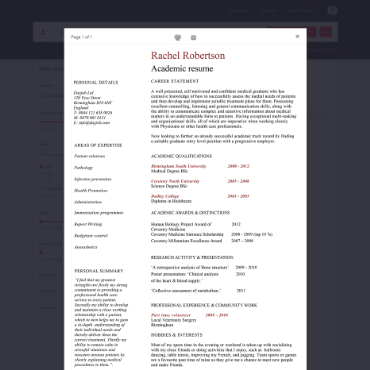 Page 1 of 1
Rachel Robertson
Academic resume
PERSONAL DETAILS
Dayjob Ltd
120 Vyse Street
Birmingham B18 6NF
England
T: 0044 121 638 0026
E: info@dayjob.com
AREAS OF EXPERTISE
Patient relations
Pathology
Infection prevention
Health Promotion
Administration
Immunisation programmes
Report Writing
Budgetary control
Anaesthetics
PERSONAL SUMMARY
"I feel that my greatest
strengths are firstly my strong
commitment to providing a
professional health care
service to every patient.
Secondly my ability to develop
and maintain a close working
relationship with a patient,
which in turn helps me to gain
a in-depth understanding of
their individual needs and
thereby deliver them the
correct treatment. Thirdly my
ability to remain calm in
stressful situations and
reassure anxious patients by
clearly explaining medical
procedures to them."
CAREER STATEMENT
A well presented, self motivated and confident medical graduate who has
extensive knowledge of how to successfully assess the medial needs of patients
and then develop and implement suitable treatment plans for them. Possessing
excellent counselling, listening and general communication skills, along with
the ability to communicate complex and sensitive information about medical
matters in an understandable form to patients. Having exceptional multi-tasking
and organisational skills, all of which are imperative when working closely
with Physicians or other health care professionals.
Now looking to further an already successful academic track record by finding
a suitable graduate entry level position with a progressive employer.
ACADEMIC QUALIFICATIONS
Birmingham South University 2008 - 2012
Medical Degree BSc
Coventry North University 2005 - 2008
Science Degree BSc
Dudley College 2003 - 2005
Diploma in Healthcare
ACADEMIC AWARDS & DISTINCTIONS
Human Biology Project Award of 2012
Coventry Medicine
Coventry Medicine Entrance Scholarship 2008 - 2009 (top 10 %)
Coventry Millennium Excellence Award 2007 - 2008
RESEARCH ACTIVITY & PRESENTATION
"A retrospective analysis of Bone structure" 2009 - 2010
Poster presentation: "Clinical analysis 2010
of the heart & blood supply."
"Collective assessment of metabolism." 2011
PROFESSIONAL EXPERIENCE & COMMUNITY WORK
Part time volunteer 2009 - 2010
Local Veterinary Surgery
Birmingham
HOBBIES & INTERESTS
Most of my spare time in the evening or weekend is taken up with socialising
with my close friends or doing activities that I enjoy, such as: ballroom
dancing, table tennis, improving my French, and jogging. Team sports or games
are a favourite past time of mine as they give me a chance to meet new people
and make friends.